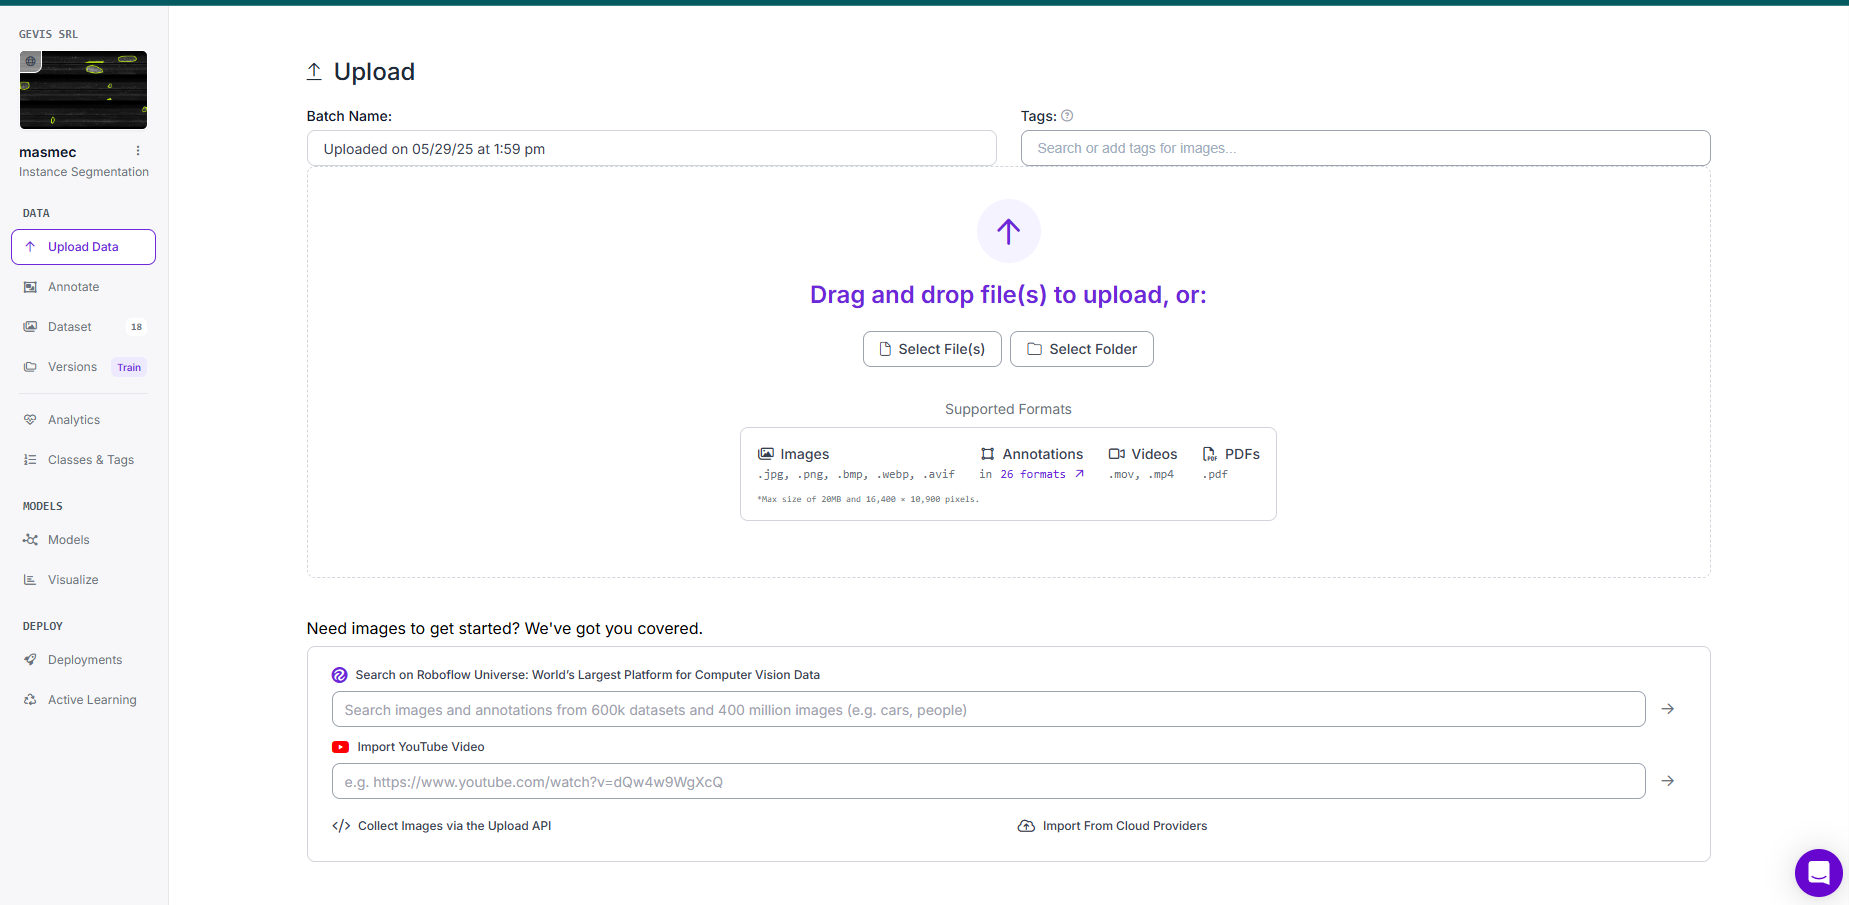 GEVIS SRL
masmec
Instance Segmentation
DATA
Upload Data
Annotate
Dataset 18
Versions Train
Analytics
Classes & Tags
MODELS
Models
Visualize
DEPLOY
Deployments
Active Learning
Upload
Batch Name:
Uploaded on 05/29/25 at 1:59 pm
Tags:
Search or add tags for images...
Drag and drop file(s) to upload, or:
Select File(s)
Select Folder
Supported Formats
Images
.jpg, .png, .bmp, .webp, .avif
*Max size of 20MB and 16,400 × 10,900 pixels.
Annotations
in 26 formats
Videos
.mov, .mp4
PDFs
.pdf
Need images to get started? We've got you covered.
Search on Roboflow Universe: World's Largest Platform for Computer Vision Data
Search images and annotations from 600k datasets and 400 million images (e.g. cars, people)
Import YouTube Video
e.g. https://www.youtube.com/watch?v=dQw4w9WgXcQ
Collect Images via the Upload API
Import From Cloud Providers